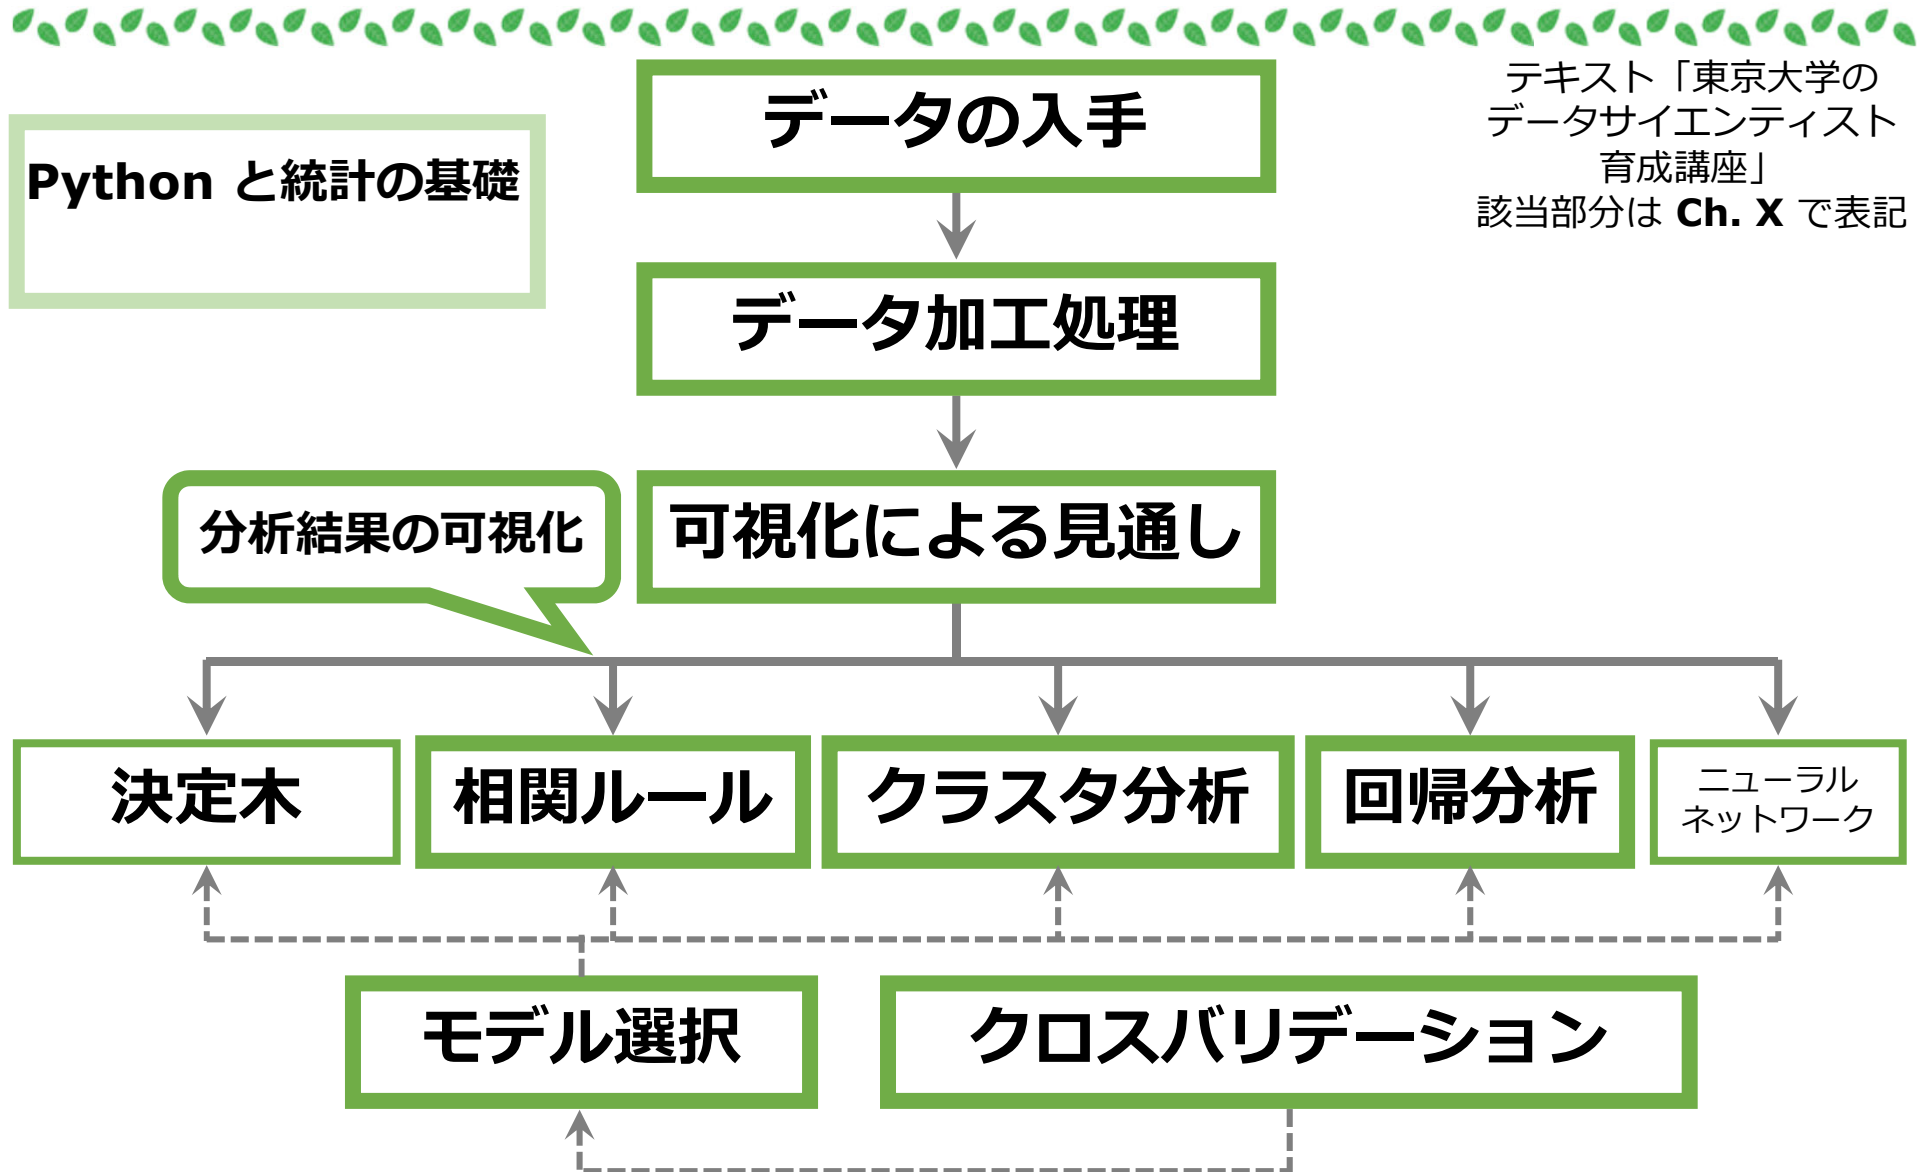 データの入手
テキスト「東京大学の
データサイエンティスト
育成講座」
該当部分は Ch. X で表記
Python と統計の基礎
データ加工処理
分析結果の可視化
可視化による見通し
決定木
相関ルール
クラスタ分析
回帰分析
ニューラル
ネットワーク
モデル選択
クロスバリデーション